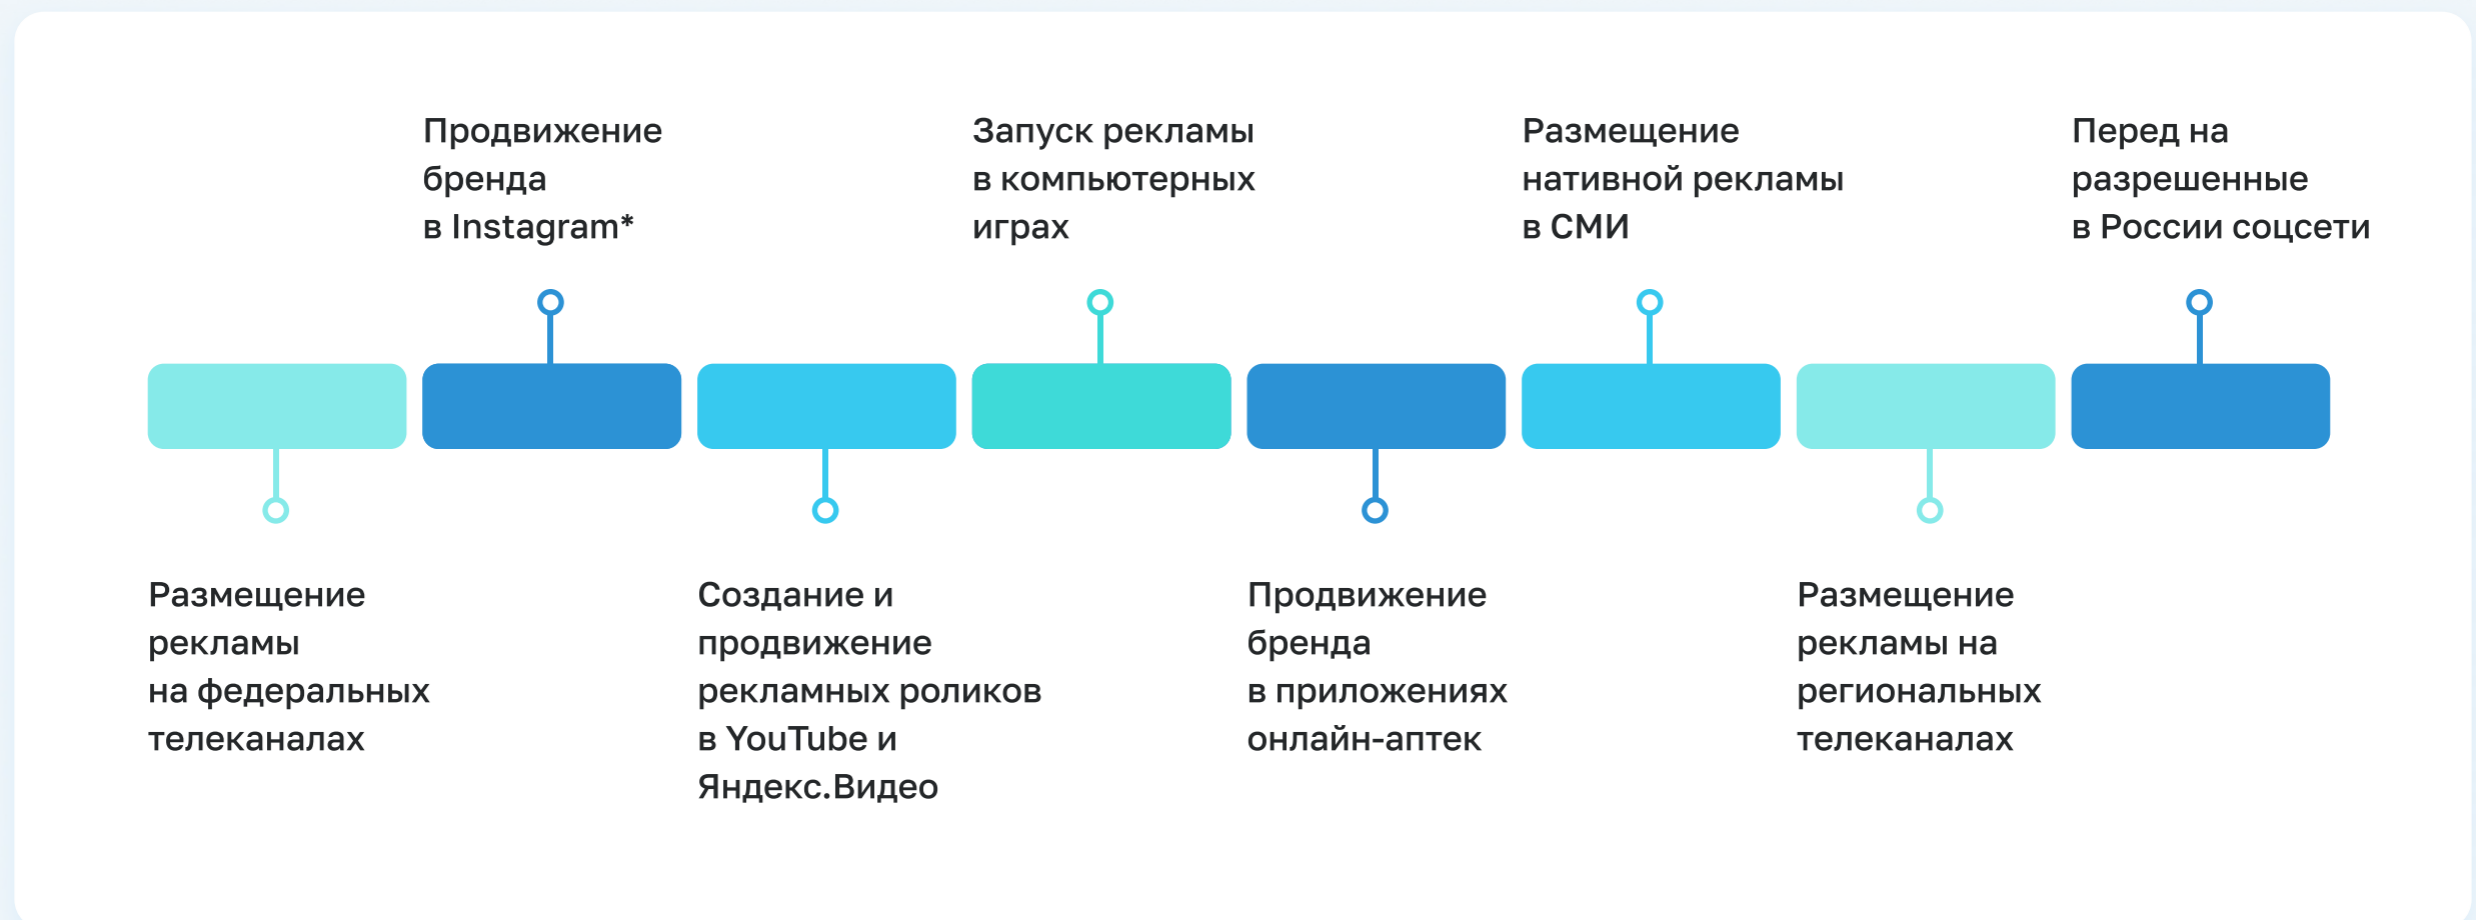 Продвижение
бренда
в Instagram*
Запуск рекламы
в компьютерных
играх
Размещение
нативной рекламы
в СМИ
Перед на
разрешенные
в России соцсети
Размещение
рекламы
на федеральных
телеканалах
Создание и
продвижение
рекламных роликов
в YouTube и
Яндекс.Видео
Продвижение
бренда
в приложениях
онлайн-аптек
Размещение
рекламы на
региональных
телеканалах